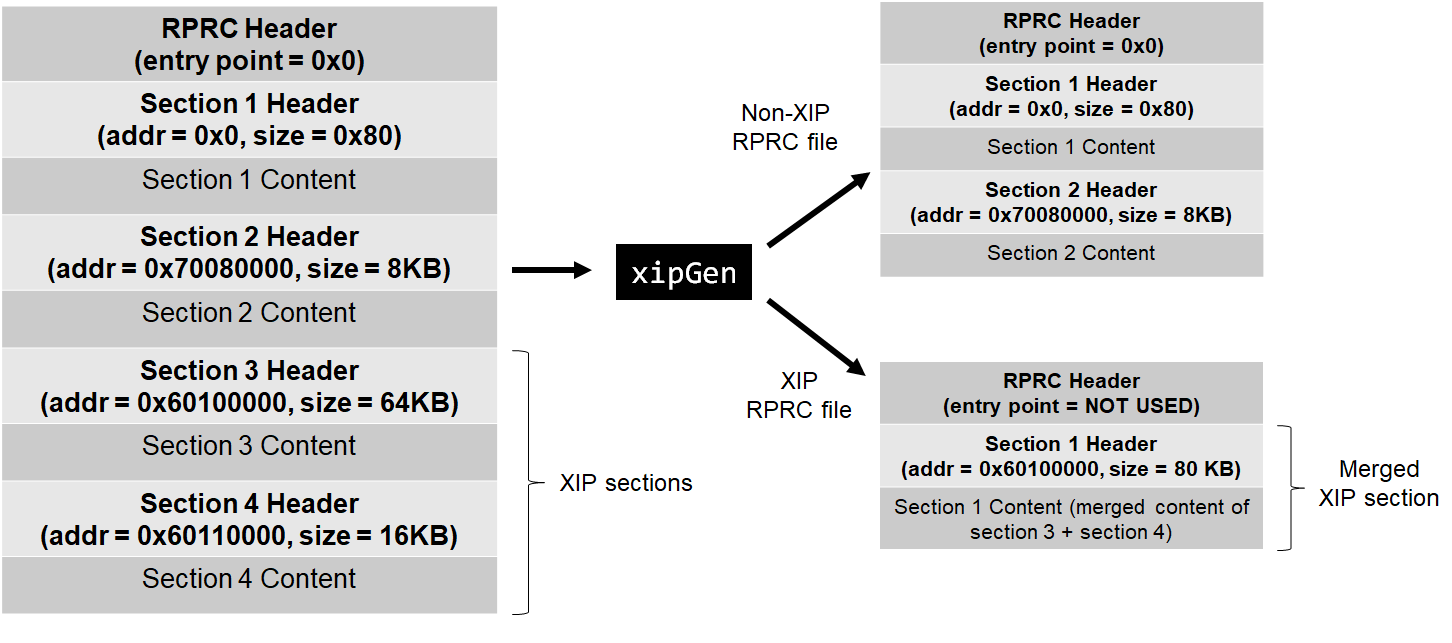 RPRC Header
(entry point = 0x0)
Section 1 Header
(addr = 0x0, size = 0x80)
Section 1 Content
Section 2 Header
(addr = 0x70080000, size = 8KB)
Section 2 Content
Section 3 Header
(addr = 0x60100000, size = 64KB)
Section 3 Content
Section 4 Header
(addr = 0x60110000, size = 16KB)
Section 4 Content
XIP sections
xipGen
Non-XIP
RPRC file
RPRC Header
(entry point = 0x0)
Section 1 Header
(addr = 0x0, size = 0x80)
Section 1 Content
Section 2 Header
(addr = 0x70080000, size = 8KB)
Section 2 Content
XIP
RPRC file
RPRC Header
(entry point = NOT USED)
Section 1 Header
(addr = 0x60100000, size = 80 KB)
Section 1 Content (merged content of
section 3 + section 4)
Merged
XIP section